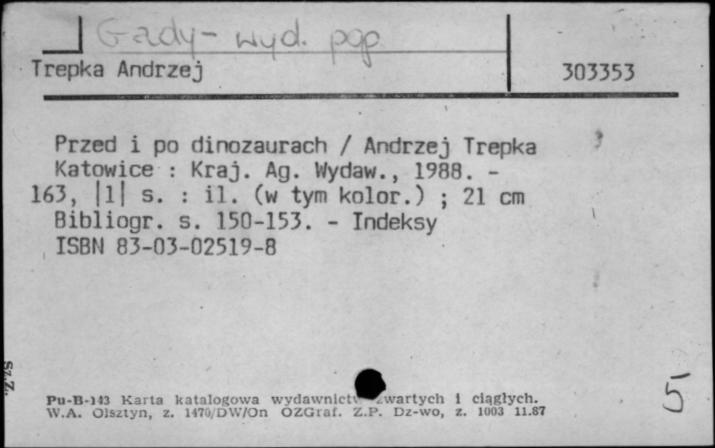 Gady - wyd. pop
Trepka Andrzej 303353
Przed i po dinozaurach / Andrzej Trepka
Katowice : Kraj. Ag. Wydaw., 1988. -
163, |1| s. : il. (w tym kolor.) ; 21 cm
Bibliogr. s. 150-153. - Indeksy
ISBN 83-03-02519-8
Sz.Z.
Pu-B-143 Karta katalogowa wydawnictw zwartych i ciągłych.
W.A. Olsztyn, z. 1470/DW/On OZGraf. Z.P. Dz-wo, z. 1003 11.87
5